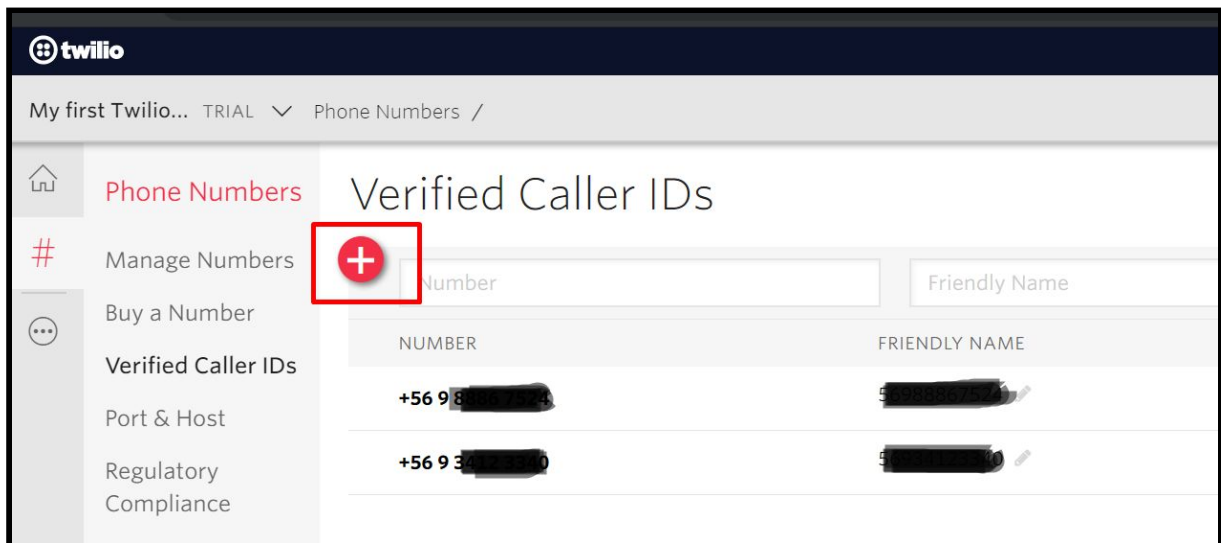 twilio
My first Twilio... TRIAL Phone Numbers /
Phone Numbers
Verified Caller IDs
#
Manage Numbers
+
Number
Friendly Name
Buy a Number
NUMBER
FRIENDLY NAME
Verified Caller IDs
+56 9
Port & Host
+56 9
Regulatory
Compliance